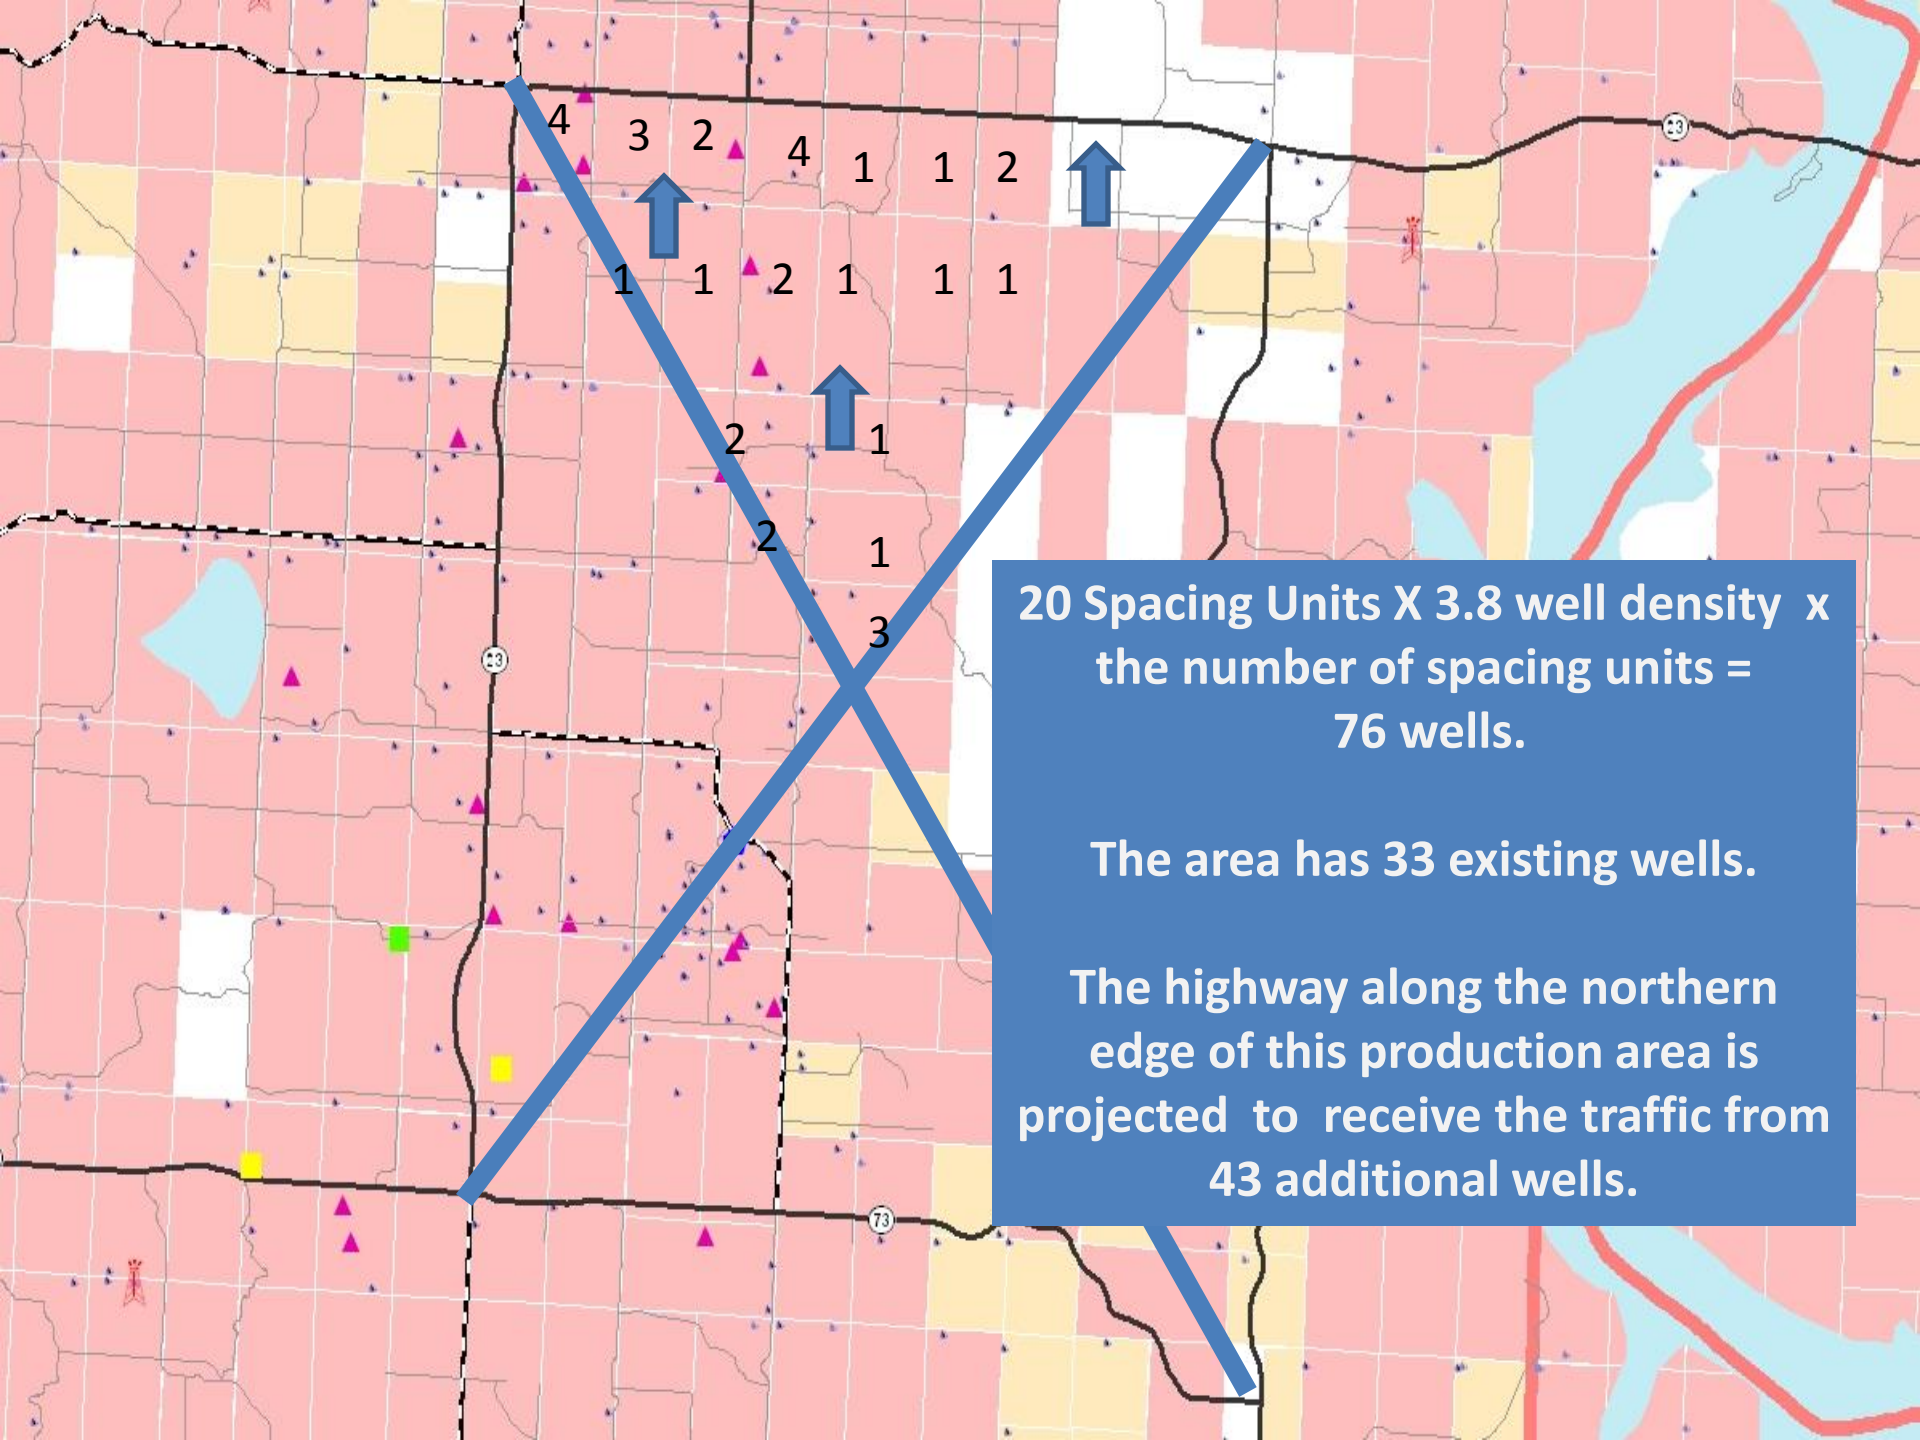 23
4
3
2
4
1
1
2
1
1
2
1
1
1
2
1
2
1
3
23
73
20 Spacing Units X 3.8 well density x
the number of spacing units =
76 wells.
The area has 33 existing wells.
The highway along the northern
edge of this production area is
projected to receive the traffic from
43 additional wells.